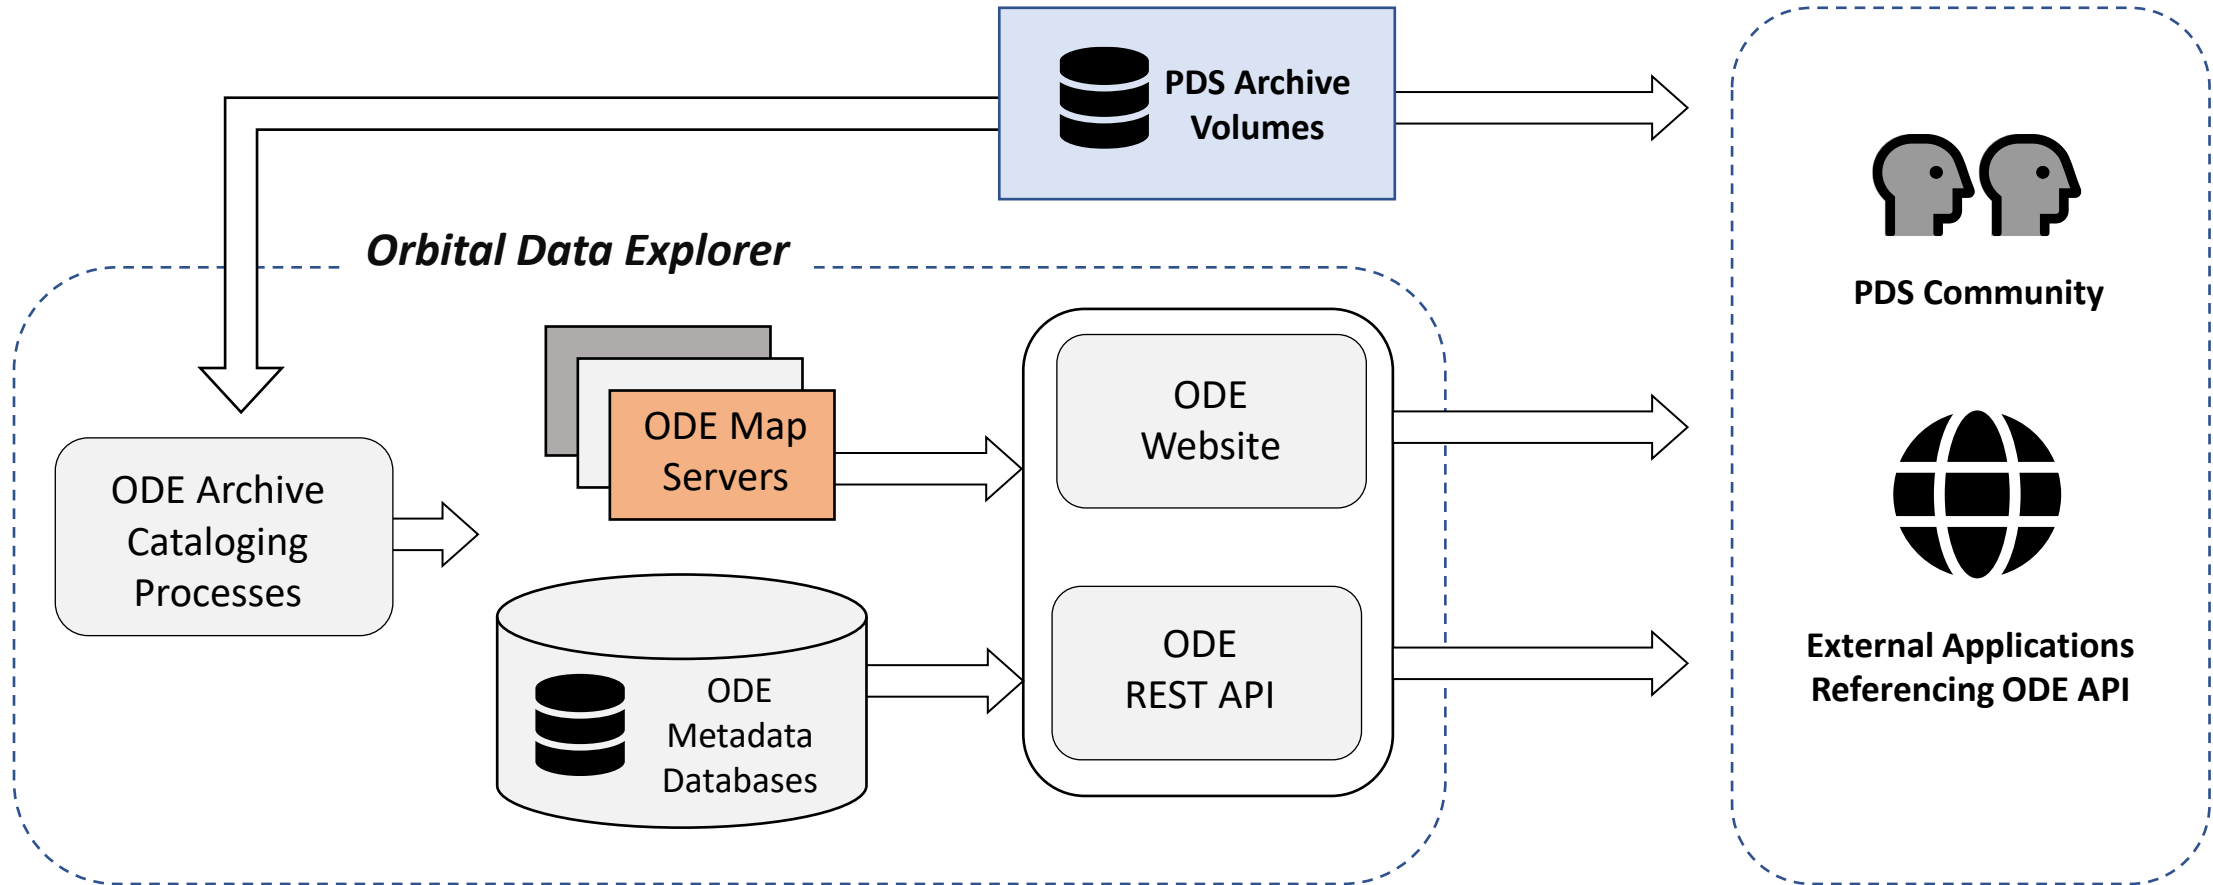 PDS Archive
Volumes
Orbital Data Explorer
PDS Community
ODE Archive
Cataloging
Processes
ODE Map
Servers
ODE
Metadata
Databases
ODE
Website
ODE
REST API
External Applications
Referencing ODE API